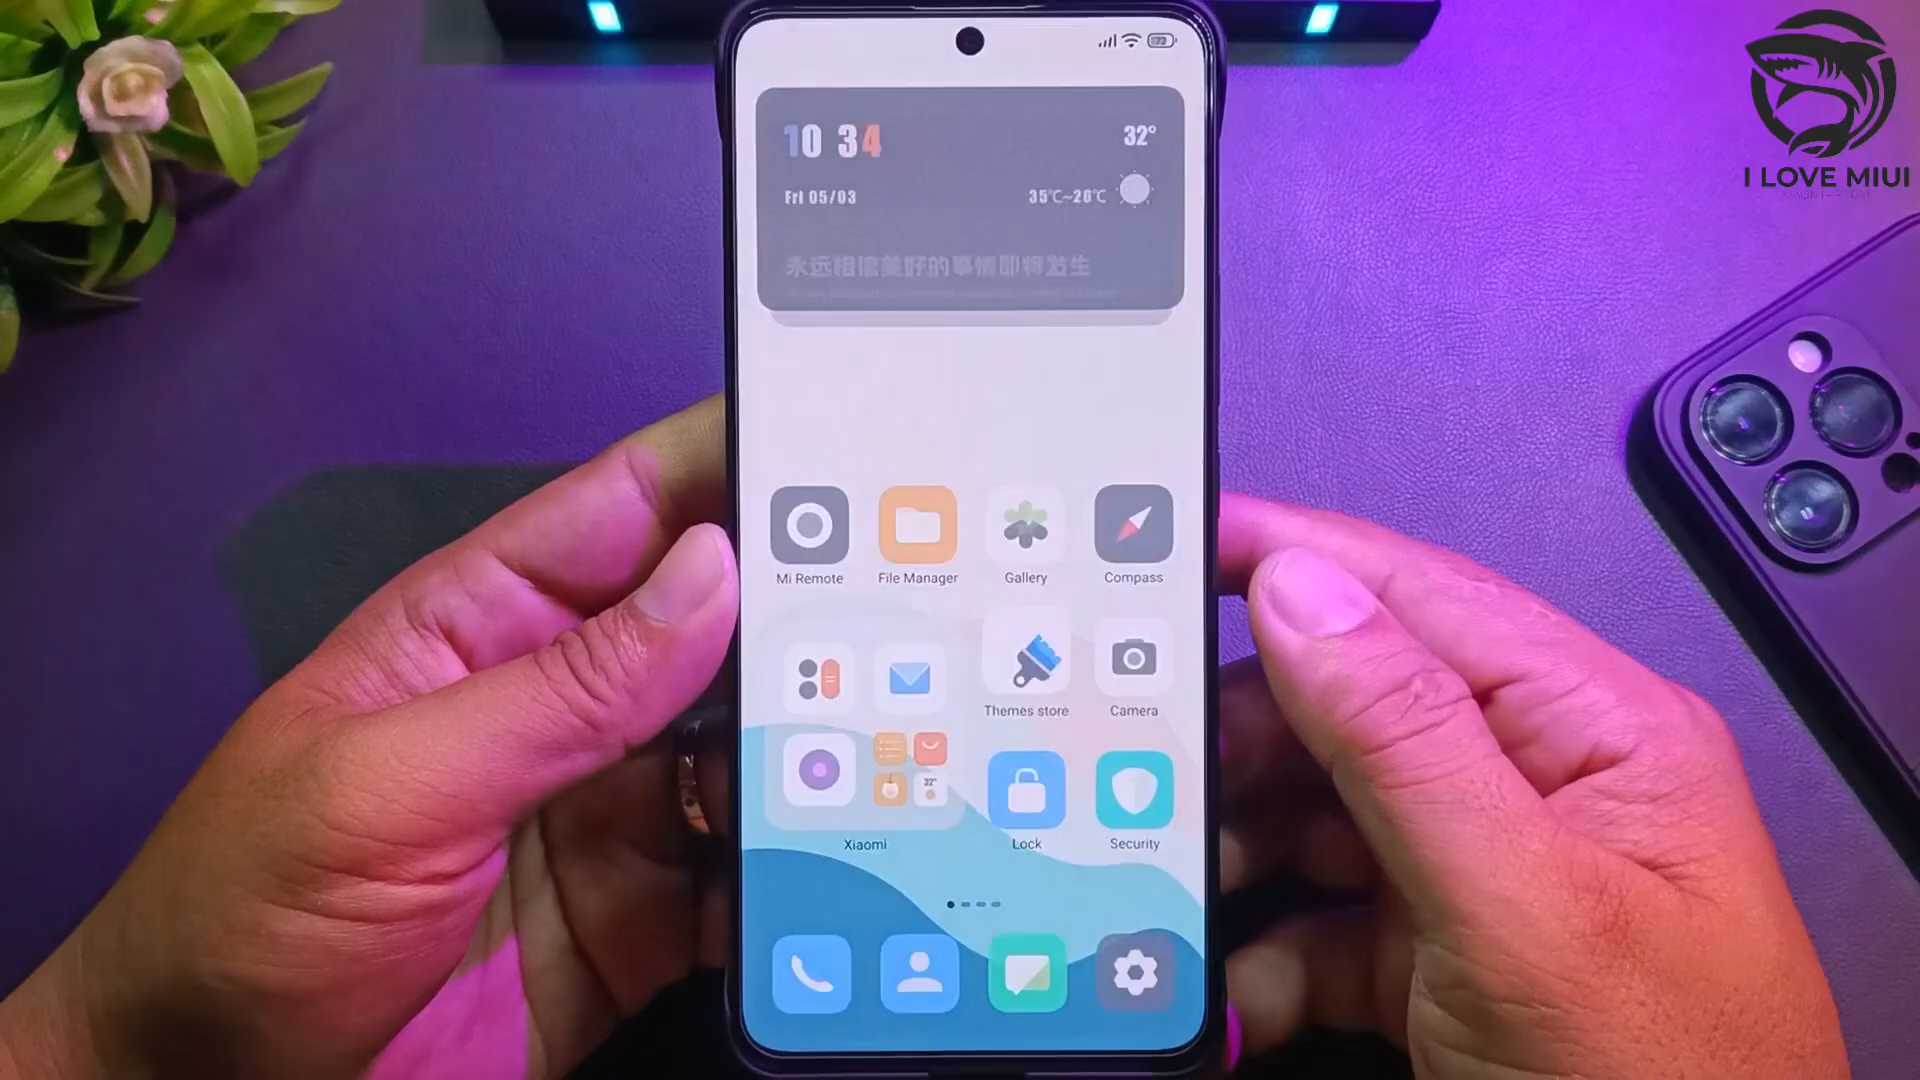 72
10 34
32°
Fri 05/03
35℃~20℃
永远相信美好的事情即将发生
Mi Remote
File Manager
Gallery
Compass
Themes store
Camera
32°
Xiaomi
Lock
Security
I LOVE MIUI